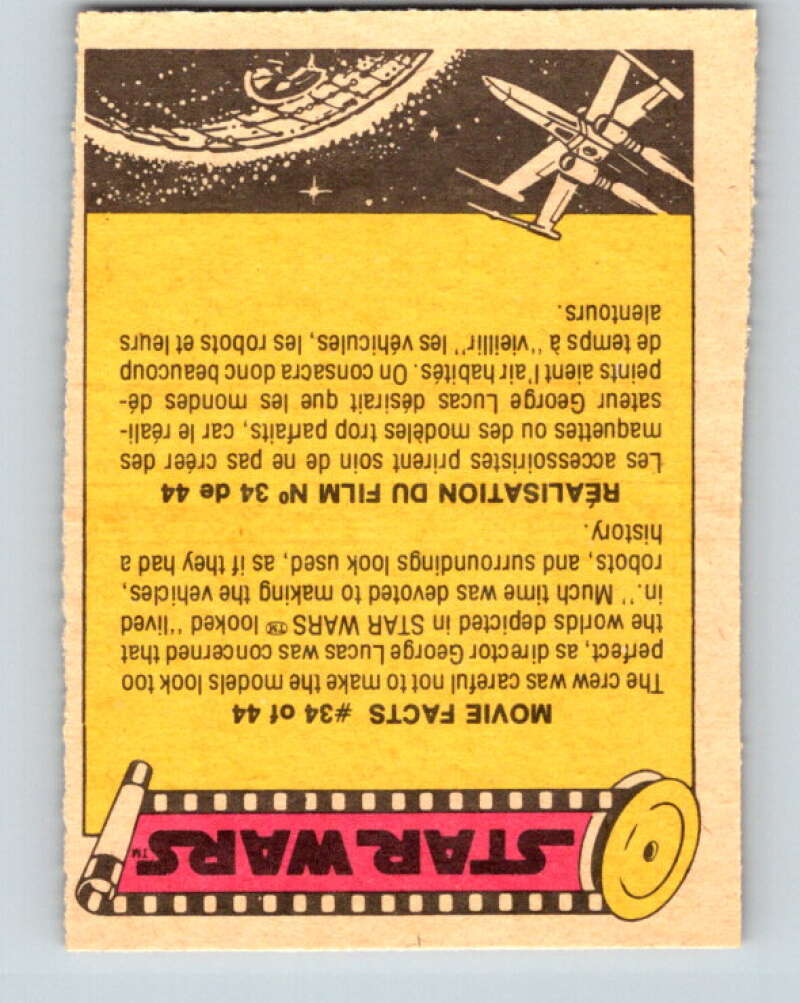 STAR WARS™
MOVIE FACTS #34 of 44
The crew was careful not to make the models look too
perfect, as director George Lucas was concerned that
the worlds depicted in STAR WARS™ looked "lived
in." Much time was devoted to making the vehicles,
robots, and surroundings look used, as if they had a
history.
RÉALISATION DU FILM Nº 34 de 44
Les accessoiristes prirent soin de ne pas créer des
maquettes ou des modèles trop parfaits, car le réali-
sateur George Lucas désirait que les mondes dé-
peints aient l'air habités. On consacra donc beaucoup
de temps à "vieillir" les véhicules, les robots et leurs
alentours.